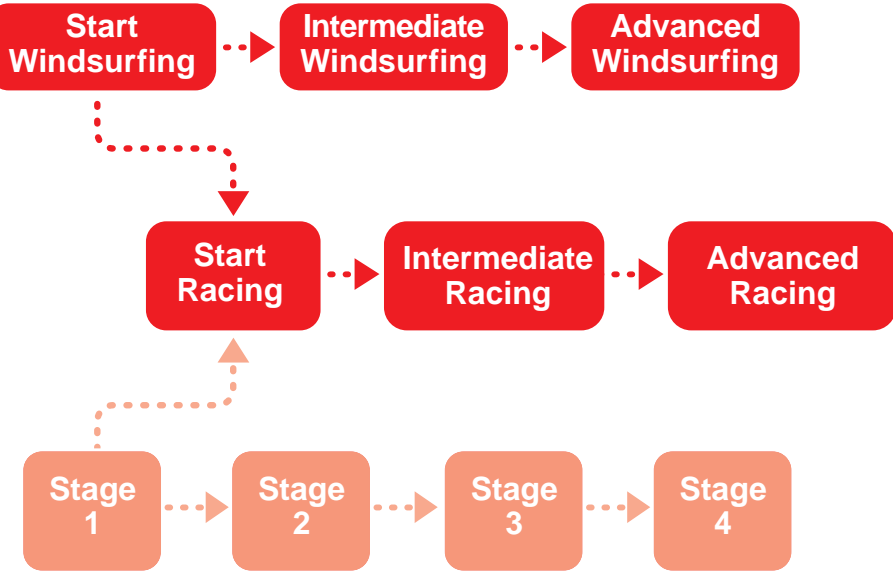 Start
Windsurfing
Intermediate
Windsurfing
Advanced
Windsurfing
Start
Racing
Intermediate
Racing
Advanced
Racing
Stage
1
Stage
2
Stage
3
Stage
4